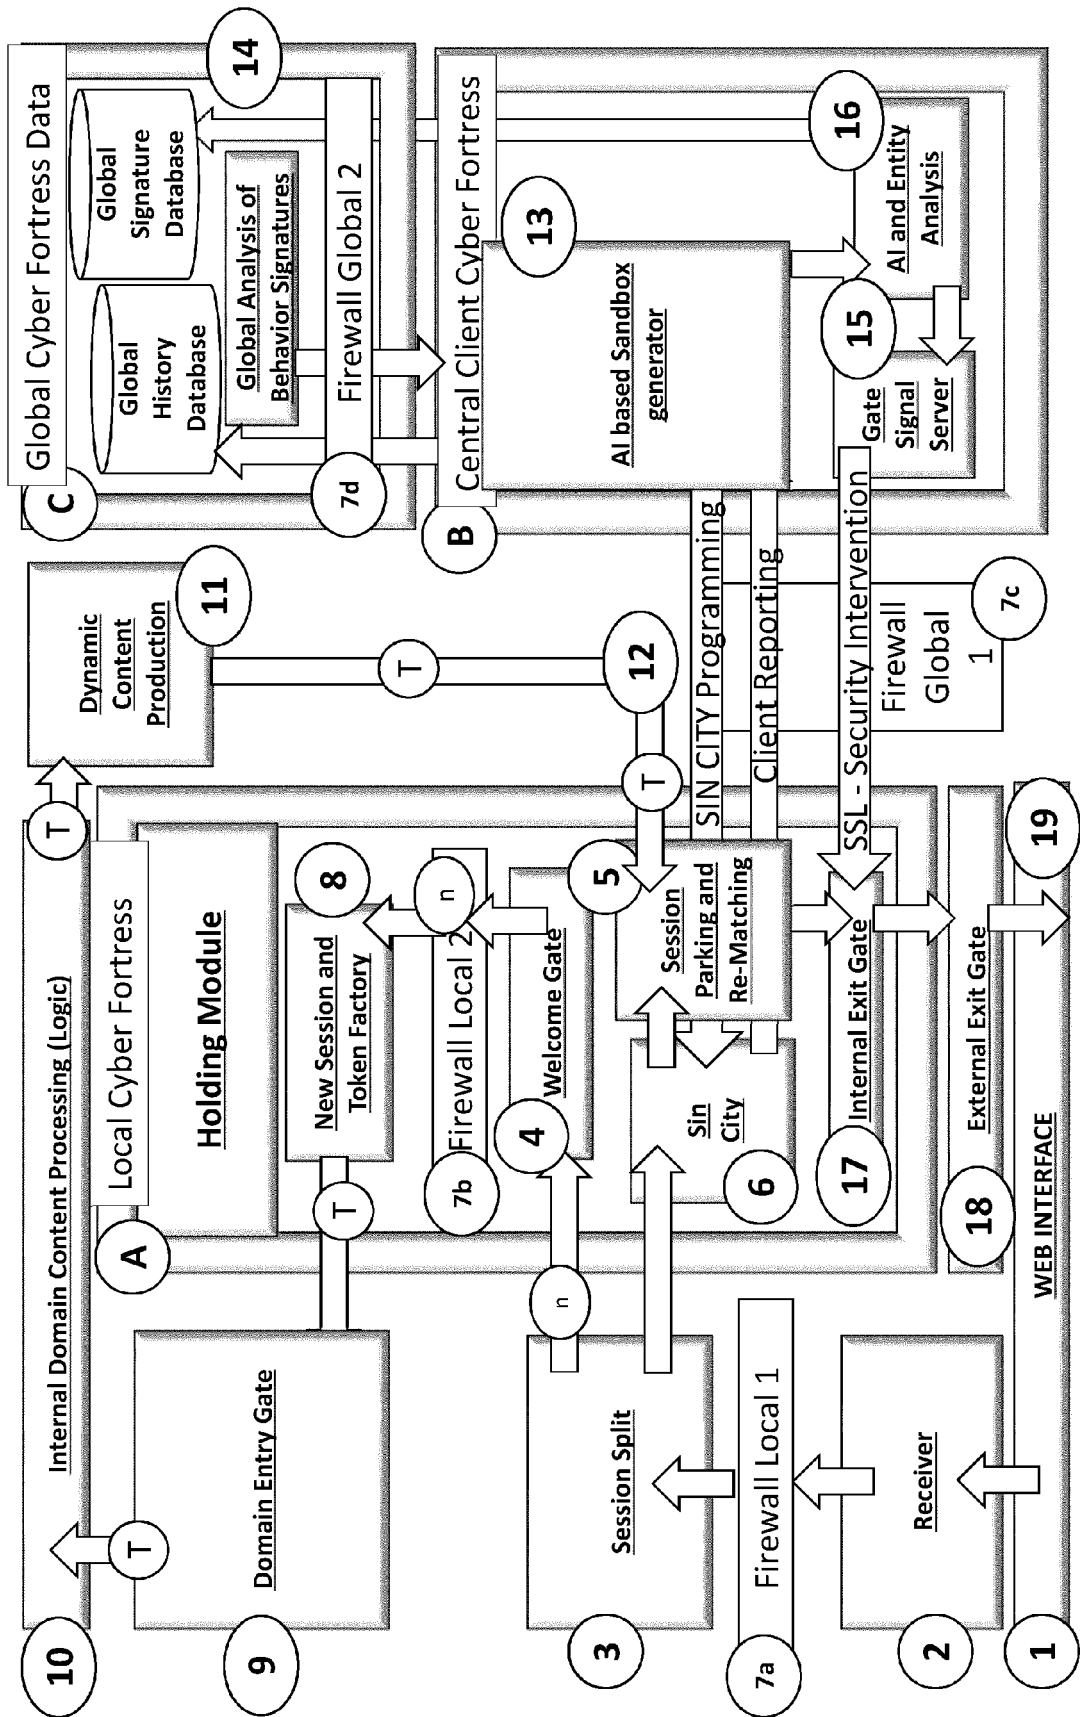 10
Internal Domain Content Processing (Logic)
T
T
9
Domain Entry Gate
T
A
Local Cyber Fortress
Holding Module
New Session and
Token Factory
8
7b
Firewall Local 2
n
4
Welcome Gate
n
3
Session Split
7a
Firewall Local 1
2
Receiver
1
WEB INTERFACE
5
Session
Parking and
Re-Matching
Sin
City
6
17
Internal Exit Gate
18
External Exit Gate
19
Dynamic
Content
Production
11
T
12
T
SIN CITY Programming
Client Reporting
SSL - Security Intervention
Firewall
Global
1
7c
C
Global Cyber Fortress Data
Global
History
Database
Global
Signature
Database
14
Global Analysis of
Behavior Signatures
7d
Firewall Global 2
B
Central Client Cyber Fortress
13
AI based Sandbox
generator
15
Gate
Signal
Server
16
AI and Entity
Analysis